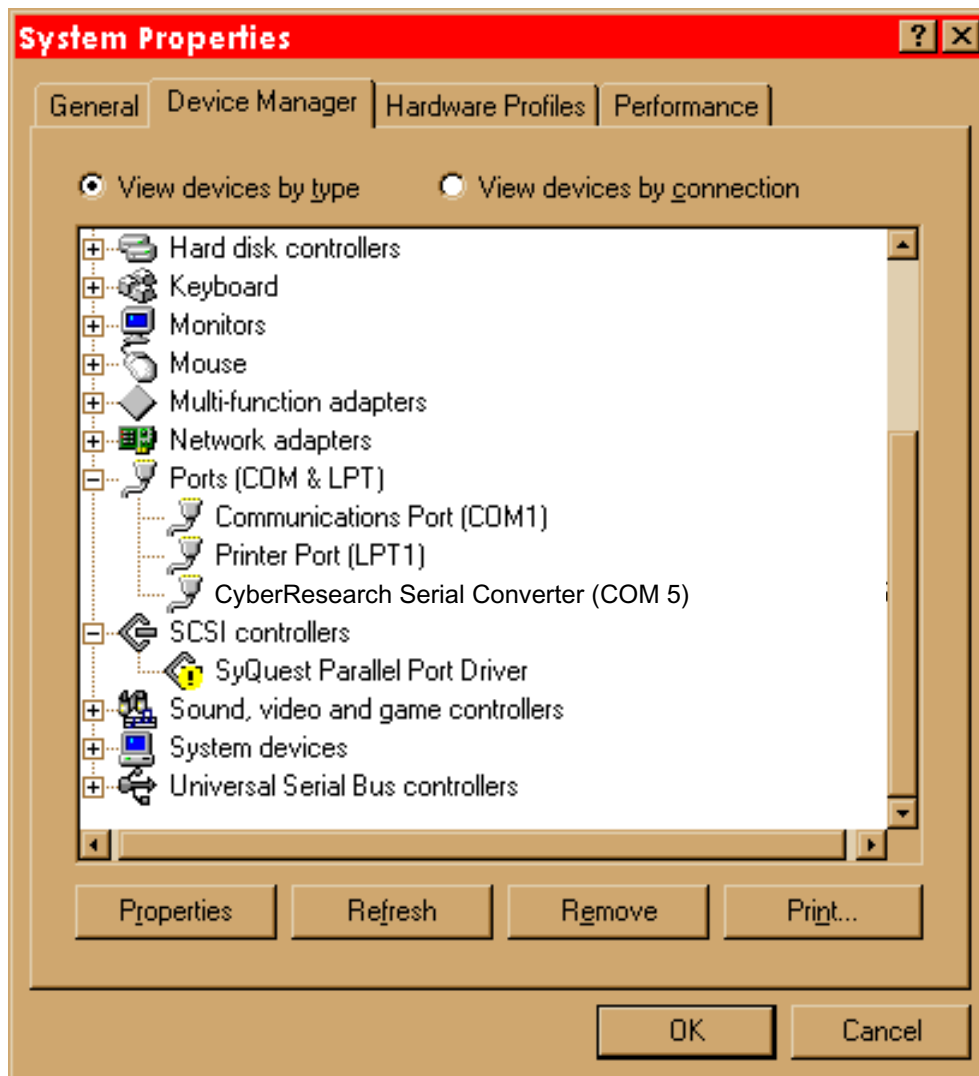 System Properties
General Device Manager Hardware Profiles Performance
View devices by type View devices by connection
Hard disk controllers
Keyboard
Monitors
Mouse
Multi-function adapters
Network adapters
Ports (COM & LPT)
Communications Port (COM1)
Printer Port (LPT1)
CyberResearch Serial Converter (COM 5)
SCSI controllers
SyQuest Parallel Port Driver
Sound, video and game controllers
System devices
Universal Serial Bus controllers
Properties Refresh Remove Print...
OK Cancel